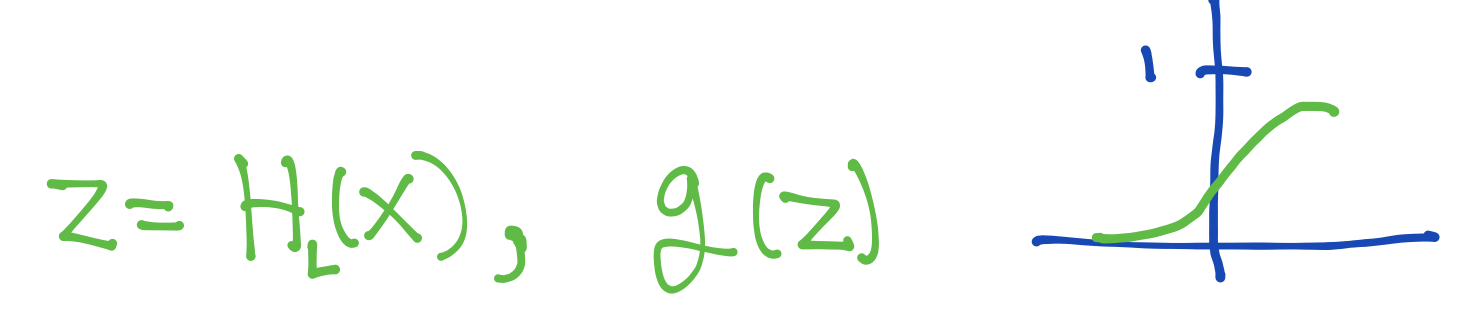 1
z = H_L(x), g(z)